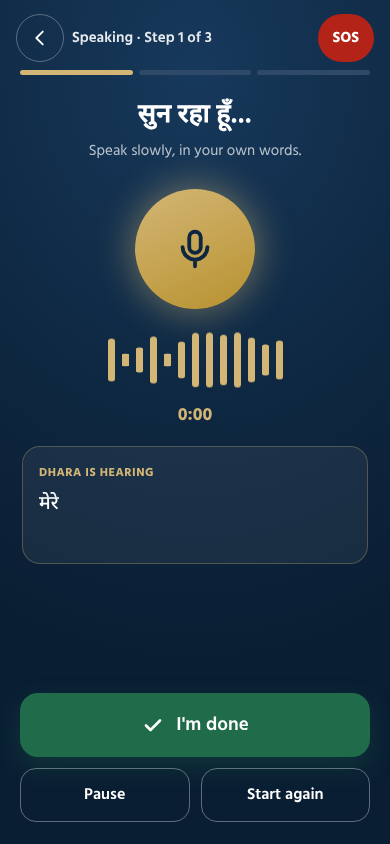 Speaking · Step 1 of 3
SOS
सुन रहा हूँ...
Speak slowly, in your own words.
0:00
DHARA IS HEARING
मेरे
I'm done
Pause
Start again